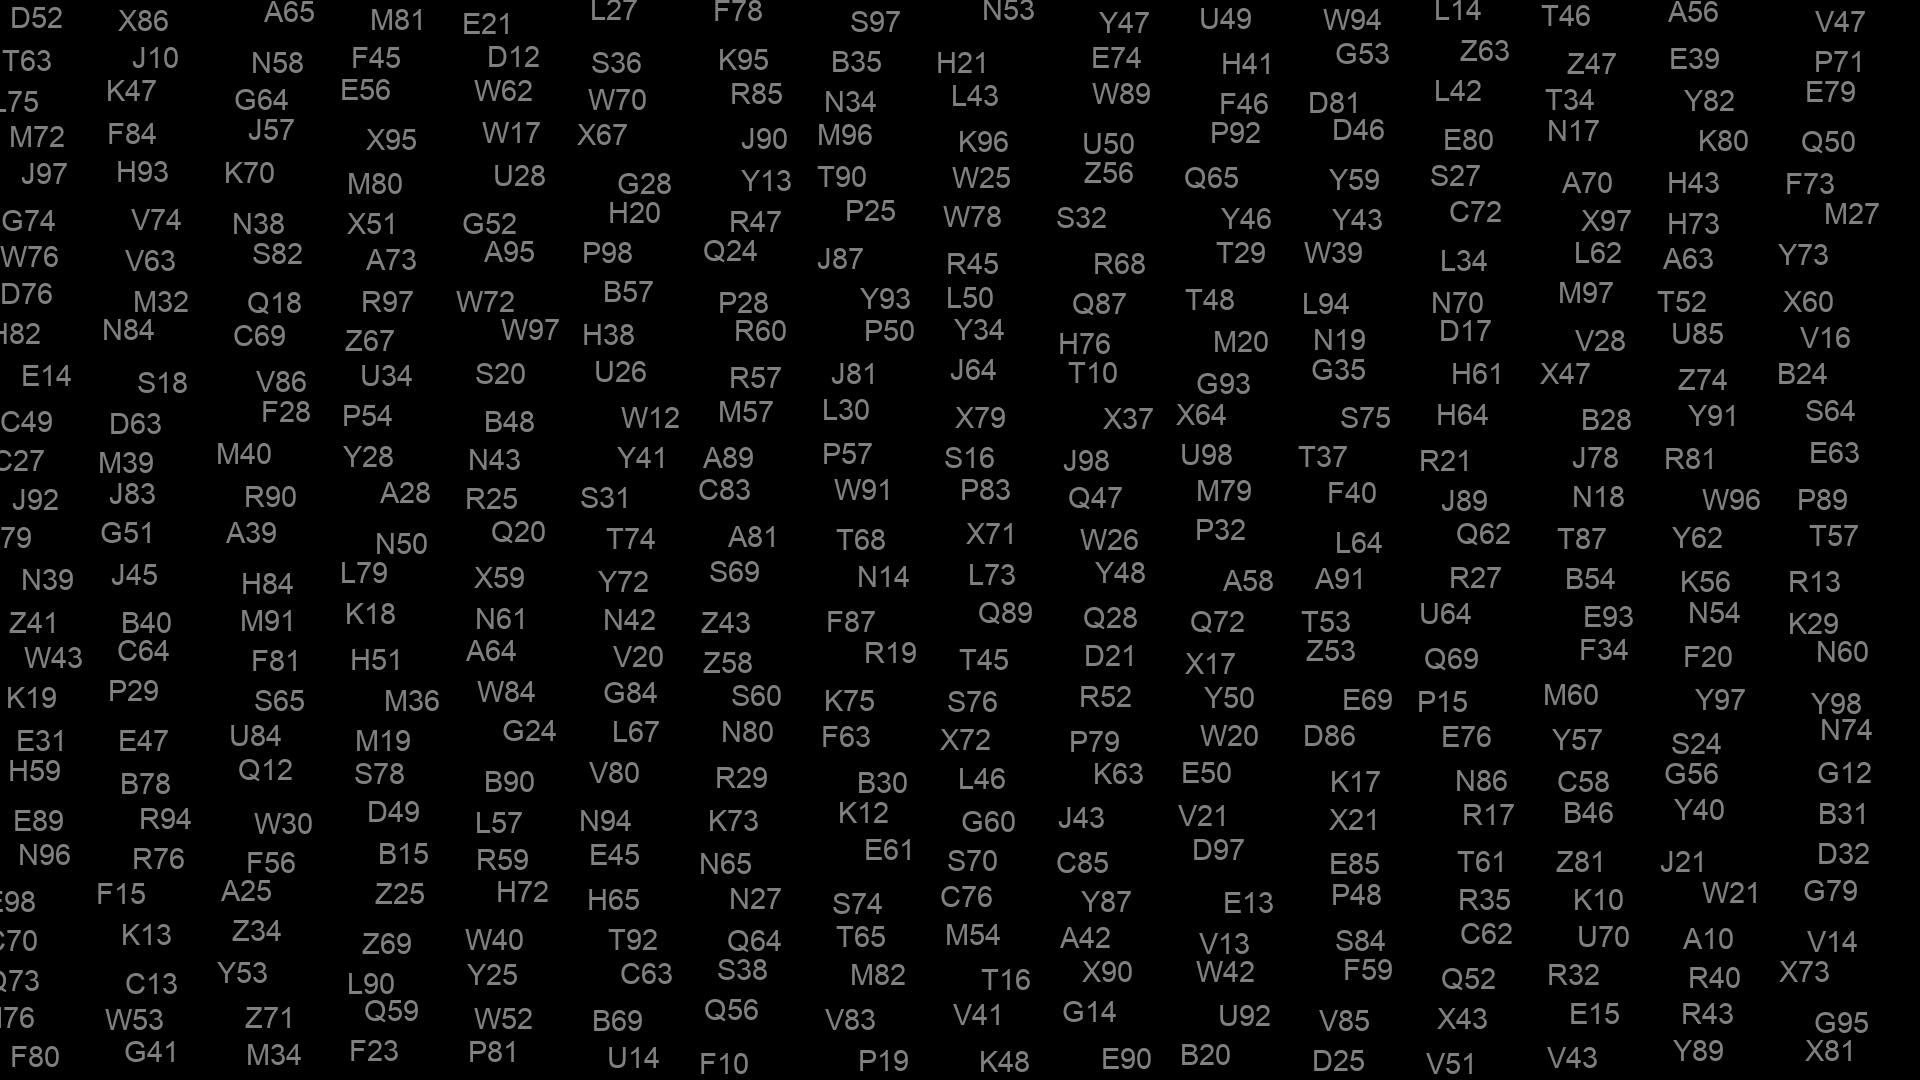 D52 X86 A65 M81 E21 L27 F78 S97 N53 Y47 U49 W94 L14 T46 A56 V47
T63 J10 N58 F45 D12 S36 K95 B35 H21 E74 H41 G53 Z63 Z47 E39 P71
L75 K47 G64 E56 W62 W70 R85 N34 L43 W89 F46 D81 L42 T34 Y82 E79
M72 F84 J57 X95 W17 X67 J90 M96 K96 U50 P92 D46 E80 N17 K80 Q50
J97 H93 K70 M80 U28 G28 Y13 T90 W25 Z56 Q65 Y59 S27 A70 H43 F73
G74 V74 N38 X51 G52 H20 R47 P25 W78 S32 Y46 Y43 C72 X97 H73 M27
W76 V63 S82 A73 A95 P98 Q24 J87 R45 R68 T29 W39 L34 L62 A63 Y73
D76 M32 Q18 R97 W72 B57 P28 Y93 L50 Q87 T48 L94 N70 M97 T52 X60
H82 N84 C69 Z67 W97 H38 R60 P50 Y34 H76 M20 N19 D17 V28 U85 V16
E14 S18 V86 U34 S20 U26 R57 J81 J64 T10 G93 G35 H61 X47 Z74 B24
C49 D63 F28 P54 B48 W12 M57 L30 X79 X37 X64 S75 H64 B28 Y91 S64
C27 M39 M40 Y28 N43 Y41 A89 P57 S16 J98 U98 T37 R21 J78 R81 E63
J92 J83 R90 A28 R25 S31 C83 W91 P83 Q47 M79 F40 J89 N18 W96 P89
79 G51 A39 N50 Q20 T74 A81 T68 X71 W26 P32 L64 Q62 T87 Y62 T57
N39 J45 H84 L79 X59 Y72 S69 N14 L73 Y48 A58 A91 R27 B54 K56 R13
Z41 B40 M91 K18 N61 N42 Z43 F87 Q89 Q28 Q72 T53 U64 E93 N54 K29
W43 C64 F81 H51 A64 V20 Z58 R19 T45 D21 X17 Z53 Q69 F34 F20 N60
K19 P29 S65 M36 W84 G84 S60 K75 S76 R52 Y50 E69 P15 M60 Y97 Y98
E31 E47 U84 M19 G24 L67 N80 F63 X72 P79 W20 D86 E76 Y57 S24 N74
H59 B78 Q12 S78 B90 V80 R29 B30 L46 K63 E50 K17 N86 C58 G56 G12
E89 R94 W30 D49 L57 N94 K73 K12 G60 J43 V21 X21 R17 B46 Y40 B31
N96 R76 F56 B15 R59 E45 N65 E61 S70 C85 D97 E85 T61 Z81 J21 D32
E98 F15 A25 Z25 H72 H65 N27 S74 C76 Y87 E13 P48 R35 K10 W21 G79
C70 K13 Z34 Z69 W40 T92 Q64 T65 M54 A42 V13 S84 C62 U70 A10 V14
Q73 C13 Y53 L90 Y25 C63 S38 M82 T16 X90 W42 F59 Q52 R32 R40 X73
76 W53 Z71 Q59 W52 B69 Q56 V83 V41 G14 U92 V85 X43 E15 R43 G95
F80 G41 M34 F23 P81 U14 F10 P19 K48 E90 B20 D25 V51 V43 Y89 X81